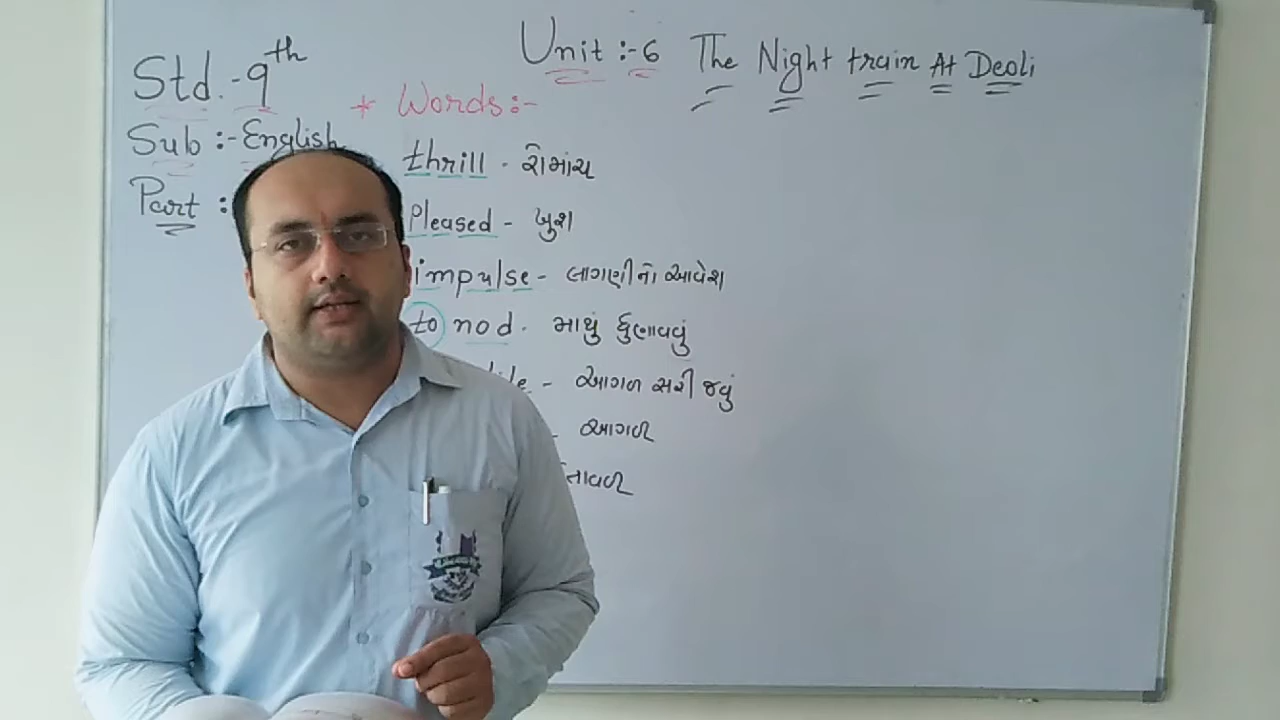 Unit :- 6 The Night train At Deoli
Std. - 9th
Sub :- English
Part :
* Words :-
thrill - રોમાંચ
Pleased - ખુશ
impulse - લાગણીનો આવેશ
to nod. માથું ધુણાવવું
- આગળ સરી જવું
- આગળ